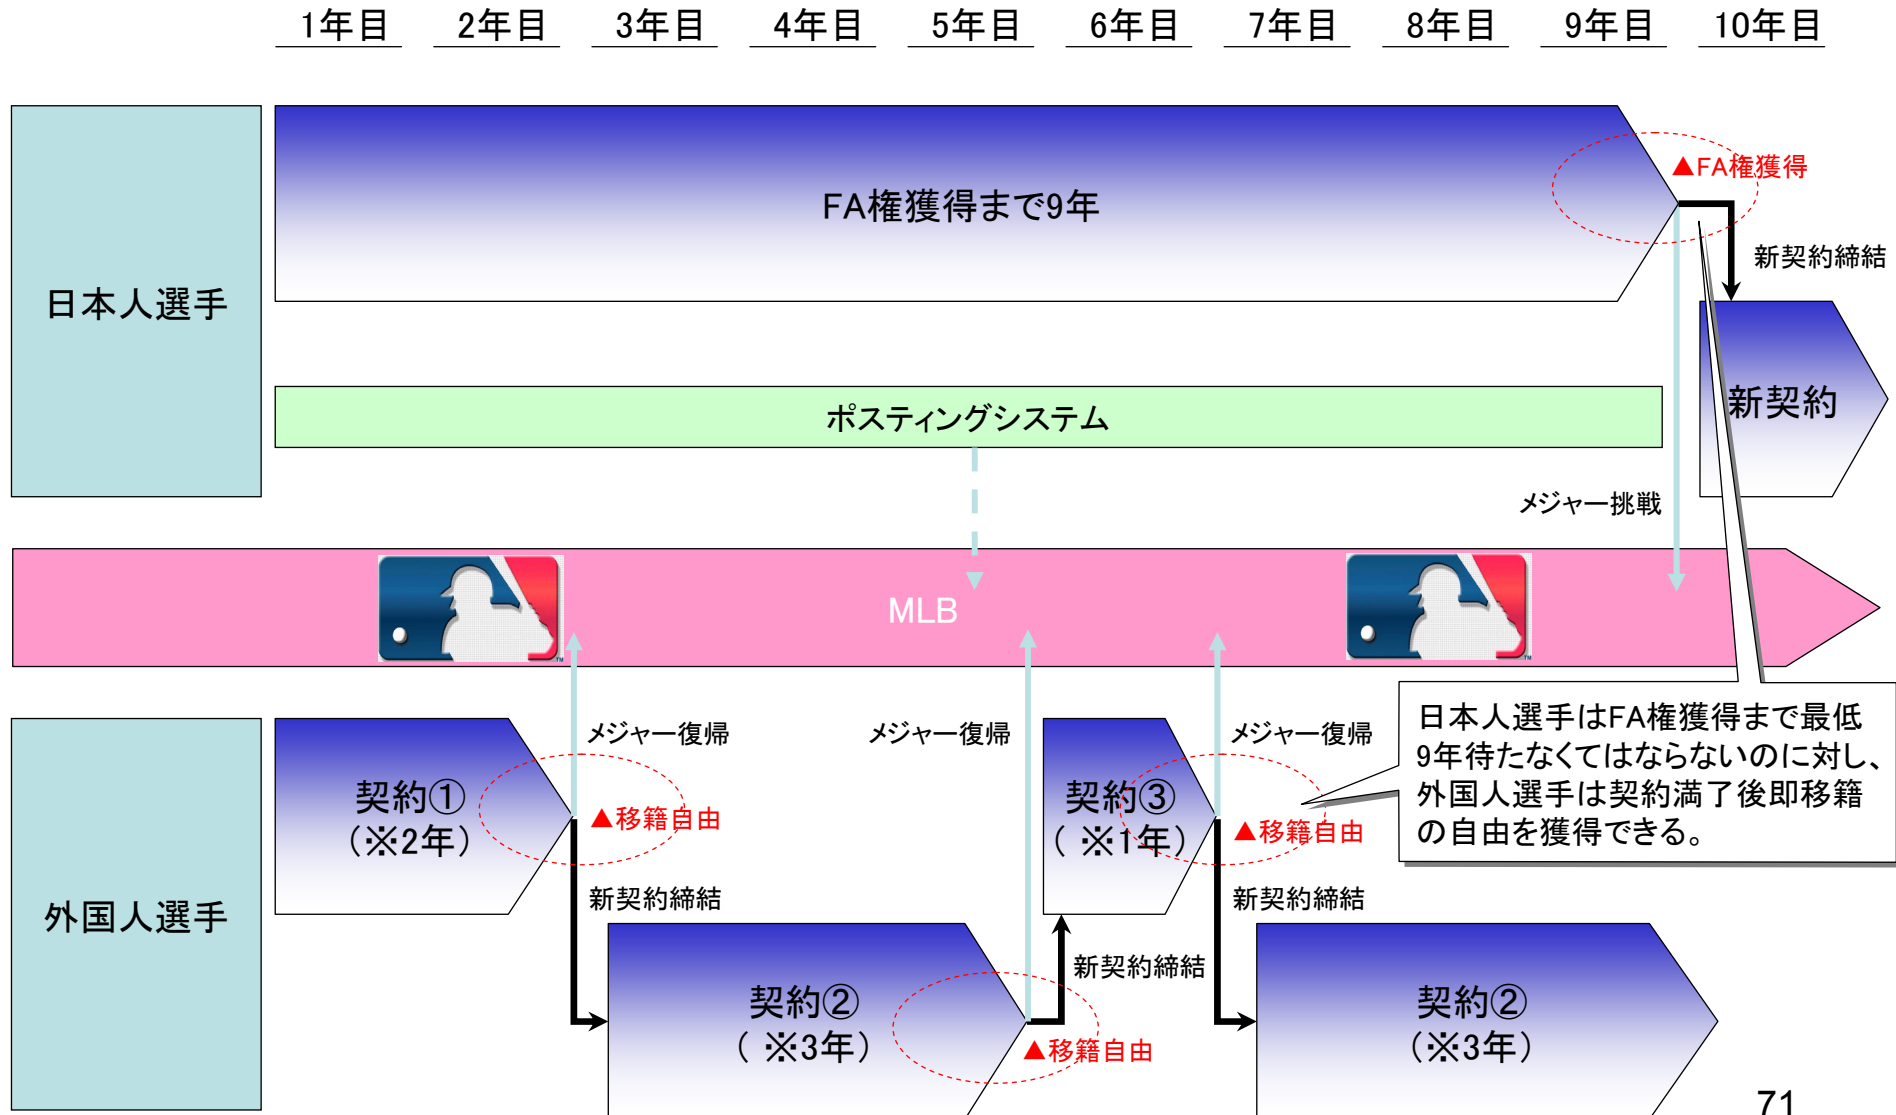 1年目 2年目 3年目 4年目 5年目 6年目 7年目 8年目 9年目 10年目
日本人選手
FA権獲得まで9年
▲FA権獲得
新契約締結
新契約
ポスティングシステム
メジャー挑戦
MLB
外国人選手
契約①
(※2年)
メジャー復帰
▲移籍自由
新契約締結
契約②
( ※3年)
メジャー復帰
▲移籍自由
新契約締結
契約③
( ※1年)
メジャー復帰
▲移籍自由
新契約締結
契約②
(※3年)
日本人選手はFA権獲得まで最低
9年待たなくてはならないのに対し、
外国人選手は契約満了後即移籍
の自由を獲得できる。
71